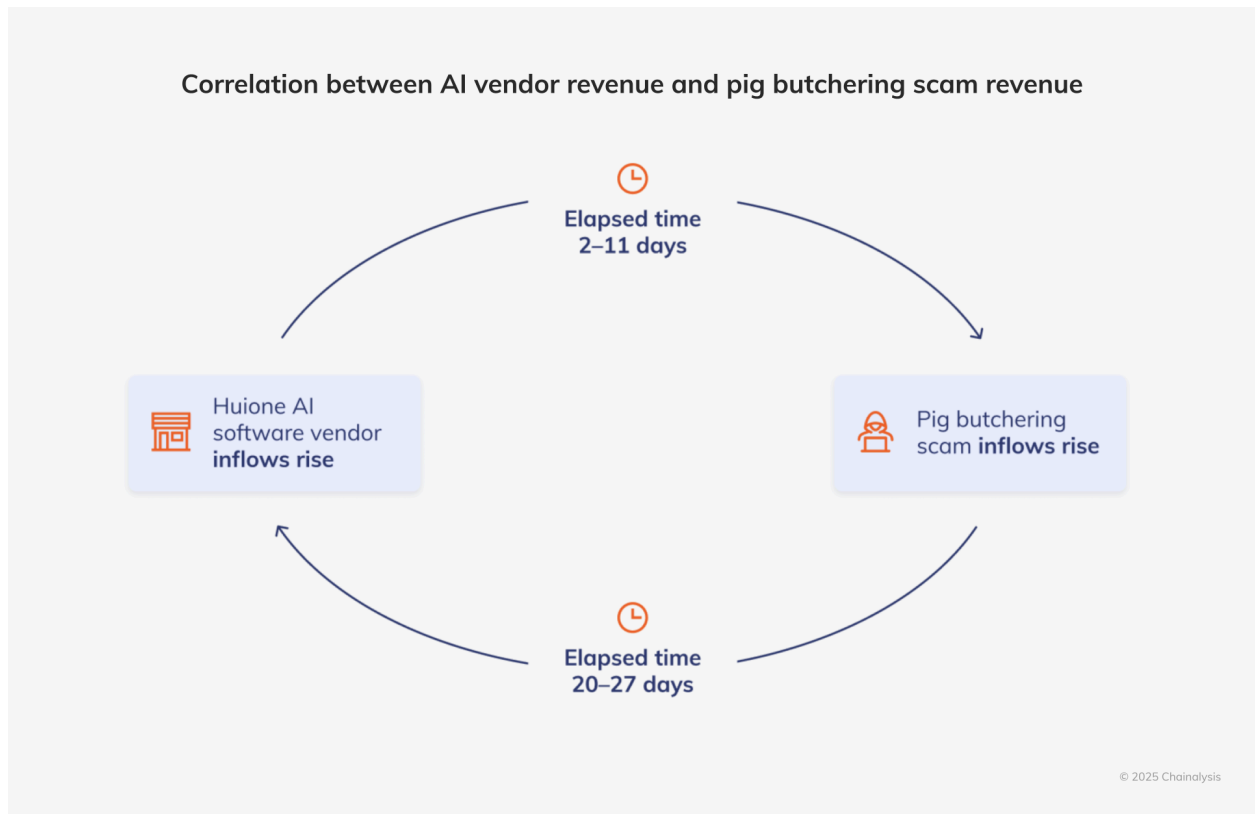 Correlation between AI vendor revenue and pig butchering scam revenue
Elapsed time
2–11 days
Huione AI
software vendor
inflows rise
Pig butchering
scam inflows rise
Elapsed time
20–27 days
© 2025 Chainalysis